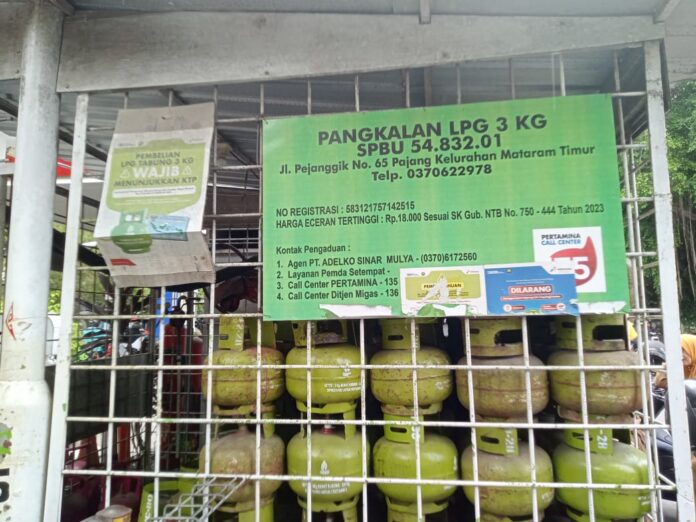 PEMBELIAN
LPG TABUNG 3 KG
WAJIB
MENUNJUKKAN KTP
PANGKALAN LPG 3 KG
SPBU 54.832.01
Jl. Pejanggik No. 65 Pajang Kelurahan Mataram Timur
Telp. 0370622978
NO REGISTRASI : 583121757142515
HARGA ECERAN TERTINGGI : Rp.18.000 Sesuai SK Gub. NTB No. 750 - 444 Tahun 2023
Kontak Pengaduan :
1. Agen PT. ADELKO SINAR MULYA - (0370)6172560
2. Layanan Pemda Setempat -
3. Call Center PERTAMINA - 135
4. Call Center Ditjen Migas - 136
PERTAMINA
CALL CENTER
DILARANG